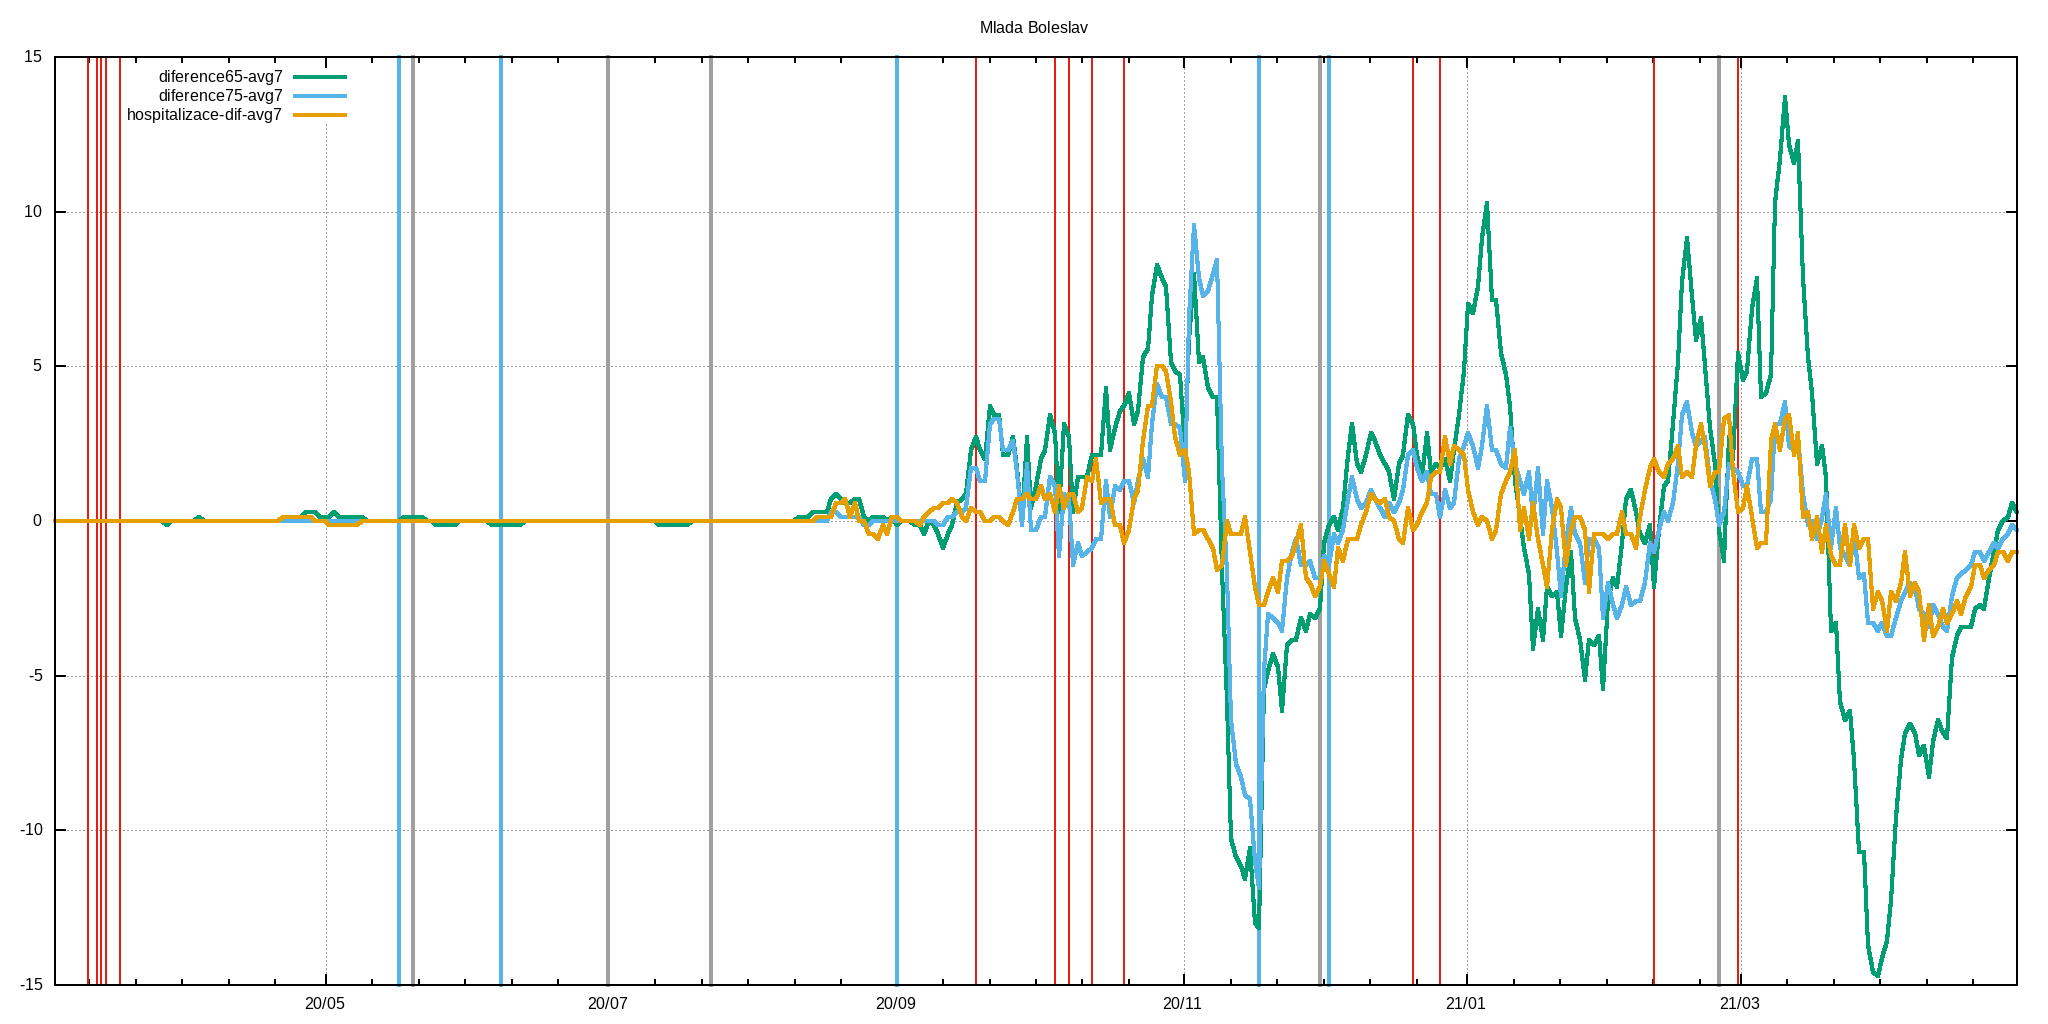 Mlada Boleslav
15
diference65-avg7
diference75-avg7
hospitalizace-dif-avg7
10
5
0
-5
-10
-15
20/05 20/07 20/09 20/11 21/01 21/03